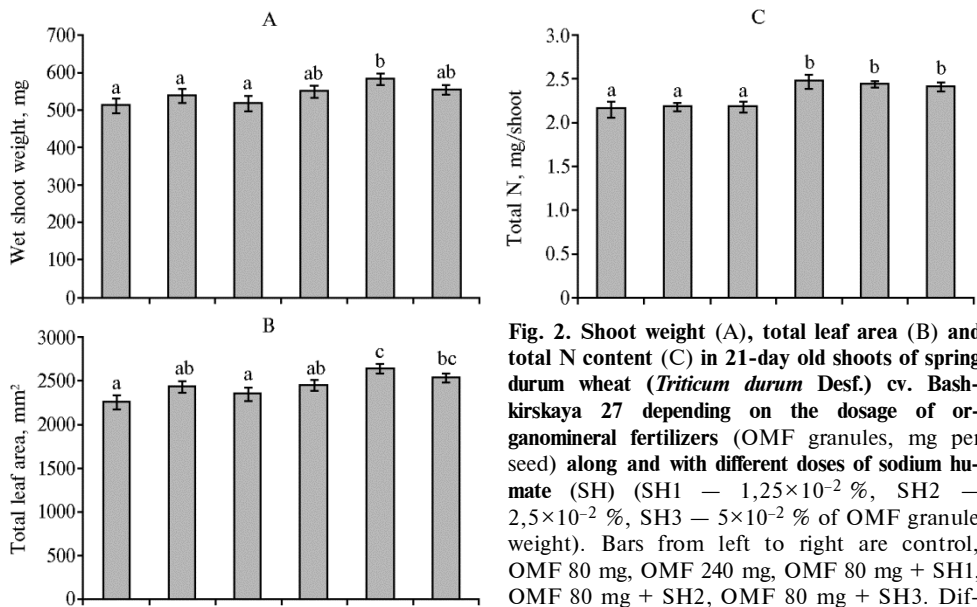 A
Wet shoot weight, mg
700
600
500
400
300
200
100
0
a
a
a
ab
b
ab
B
Total leaf area, mm²
3000
2500
2000
1500
1000
500
0
a
ab
a
ab
c
bc
C
Total N, mg/shoot
3.0
2.5
2.0
1.5
1.0
0.5
0
a
a
a
b
b
b
Fig. 2. Shoot weight (A), total leaf area (B) and
total N content (C) in 21-day old shoots of spring
durum wheat (Triticum durum Desf.) cv. Bash-
kirskaya 27 depending on the dosage of or-
ganomineral fertilizers (OMF granules, mg per
seed) along and with different doses of sodium hu-
mate (SH) (SH1 — 1,25×10⁻² %, SH2 —
2,5×10⁻² %, SH3 — 5×10⁻² % of OMF granule
weight). Bars from left to right are control,
OMF 80 mg, OMF 240 mg, OMF 80 mg + SH1,
OMF 80 mg + SH2, OMF 80 mg + SH3. Dif-